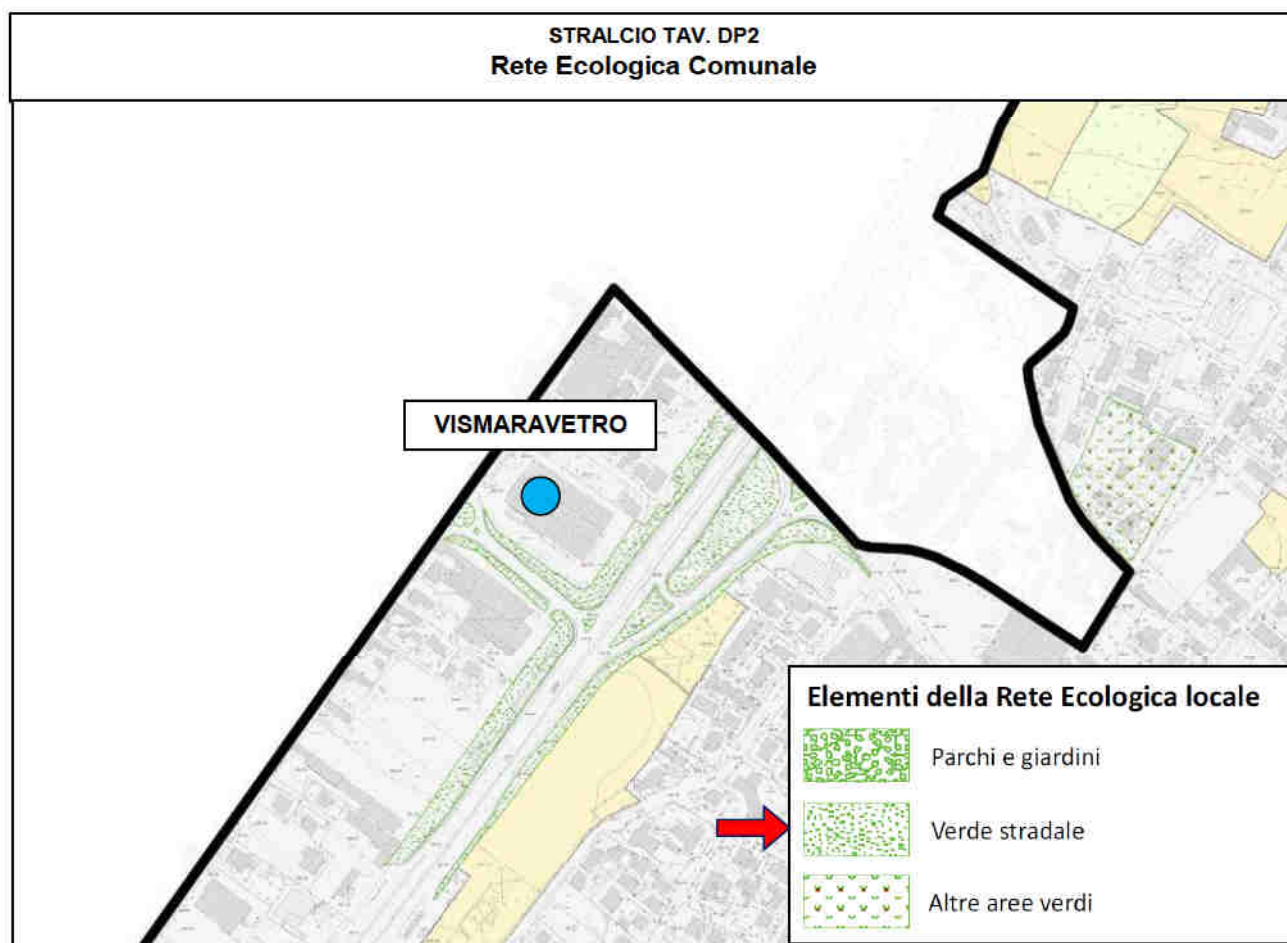 STRALCIO TAV. DP2
Rete Ecologica Comunale
VISMARAVETRO
Elementi della Rete Ecologica locale
Parchi e giardini
Verde stradale
Altre aree verdi